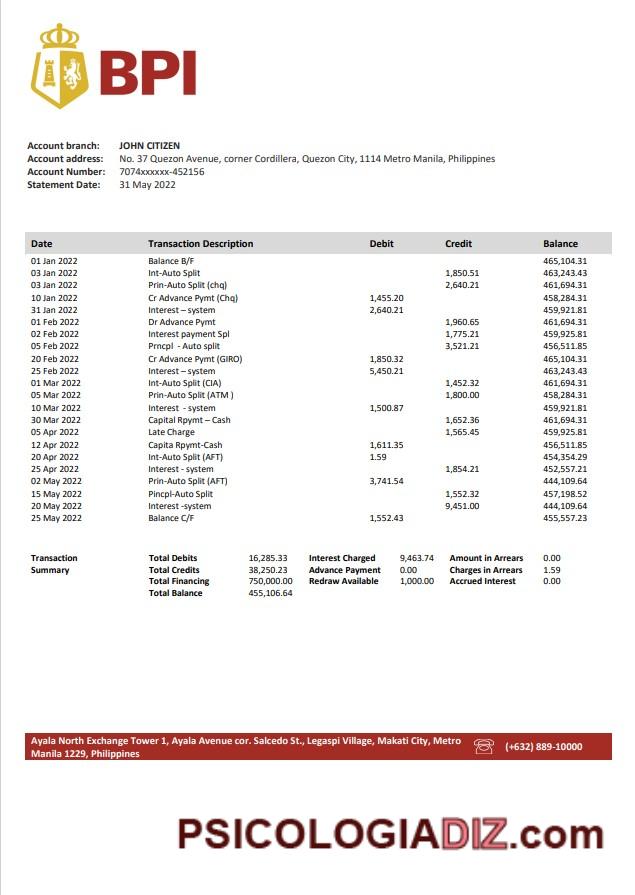 BPI
Account branch: JOHN CITIZEN
Account address: No. 37 Quezon Avenue, corner Cordillera, Quezon City, 1114 Metro Manila, Philippines
Account Number: 7074xxxxxx-452156
Statement Date: 31 May 2022
Date Transaction Description Debit Credit Balance
01 Jan 2022 Balance B/F 465,104.31
03 Jan 2022 Int-Auto Split 1,850.51 463,243.43
03 Jan 2022 Prin-Auto Split (chq) 2,640.21 461,694.31
10 Jan 2022 Cr Advance Pymt (Chq) 1,455.20 458,284.31
31 Jan 2022 Interest – system 2,640.21 459,921.81
01 Feb 2022 Dr Advance Pymt 1,960.65 461,694.31
02 Feb 2022 Interest payment Spl 1,775.21 459,925.81
05 Feb 2022 Prncpl - Auto split 3,521.21 456,511.85
20 Feb 2022 Cr Advance Pymt (GIRO) 1,850.32 465,104.31
25 Feb 2022 Interest – system 5,450.21 463,243.43
01 Mar 2022 Int-Auto Split (CIA) 1,452.32 461,694.31
05 Mar 2022 Prin-Auto Split (ATM ) 1,800.00 458,284.31
10 Mar 2022 Interest - system 1,500.87 459,921.81
30 Mar 2022 Capital Rpymt – Cash 1,652.36 461,694.31
05 Apr 2022 Late Charge 1,565.45 459,925.81
12 Apr 2022 Capita Rpymt-Cash 1,611.35 456,511.85
20 Apr 2022 Int-Auto Split (AFT) 1.59 454,354.29
25 Apr 2022 Interest - system 1,854.21 452,557.21
02 May 2022 Prin-Auto Split (AFT) 3,741.54 444,109.64
15 May 2022 Pincpl-Auto Split 1,552.32 457,198.52
20 May 2022 Interest -system 9,451.00 444,109.64
25 May 2022 Balance C/F 1,552.43 455,557.23
Transaction Total Debits 16,285.33 Interest Charged 9,463.74 Amount in Arrears 0.00
Summary Total Credits 38,250.23 Advance Payment 0.00 Charges in Arrears 1.59
Total Financing 750,000.00 Redraw Available 1,000.00 Accrued Interest 0.00
Total Balance 455,106.64
Ayala North Exchange Tower 1, Ayala Avenue cor. Salcedo St., Legaspi Village, Makati City, Metro
Manila 1229, Philippines
(+632) 889-10000
PSICOLOGIADIZ.com